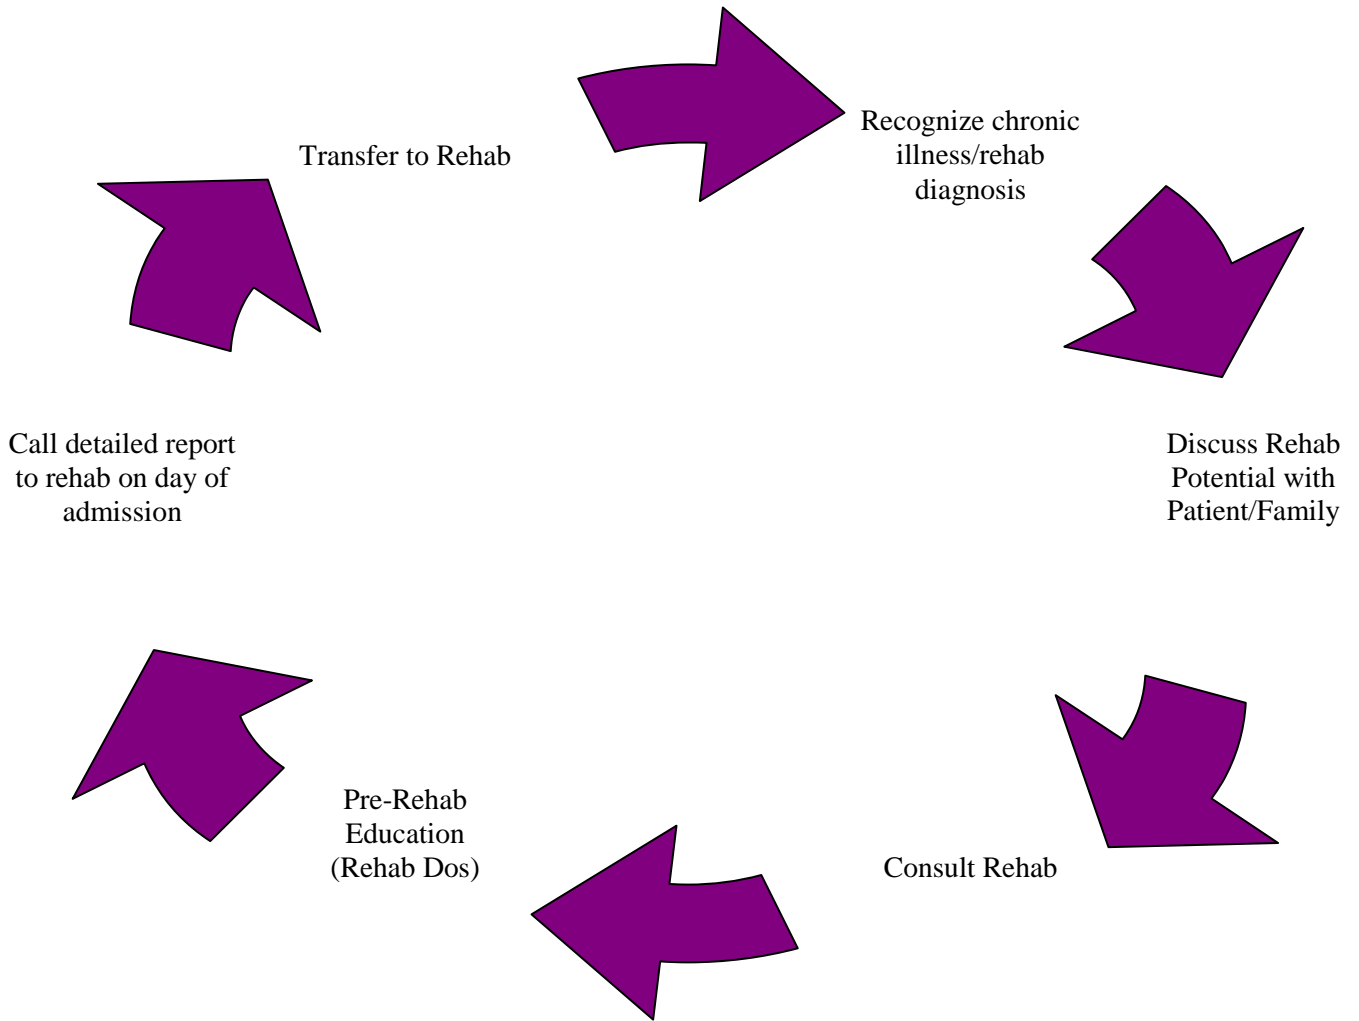 Transfer to Rehab
Recognize chronic
illness/rehab
diagnosis
Discuss Rehab
Potential with
Patient/Family
Consult Rehab
Pre-Rehab
Education
(Rehab Dos)
Call detailed report
to rehab on day of
admission